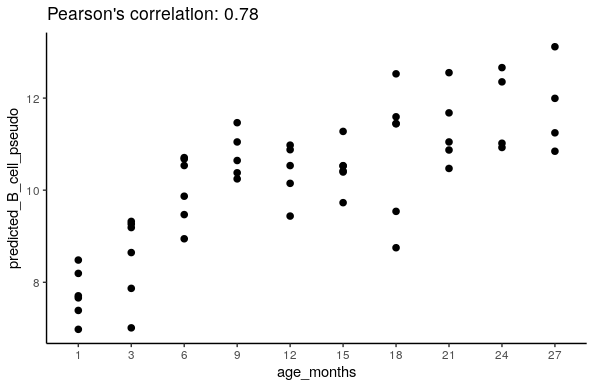 Pearson's correlation: 0.78
predicted_B_cell_pseudo
12
10
8
1 3 6 9 12 15 18 21 24 27
age_months